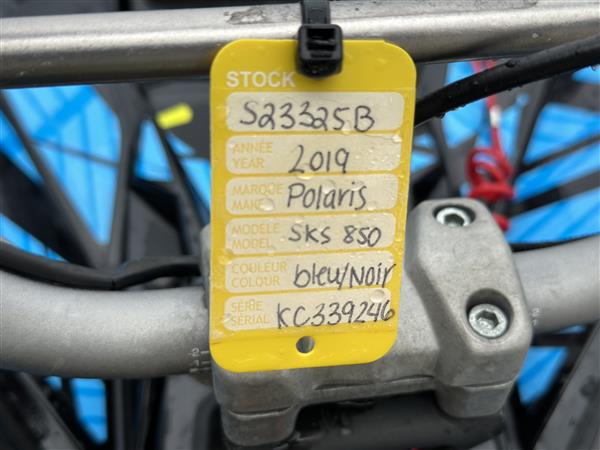 STOCK
S23325B
ANNÉE
YEAR 2019
MARQUE
MAKE Polaris
MODÈLE
MODEL SKS 850
COULEUR
COLOUR bleu/Noir
SÉRIE
SERIAL KC339246